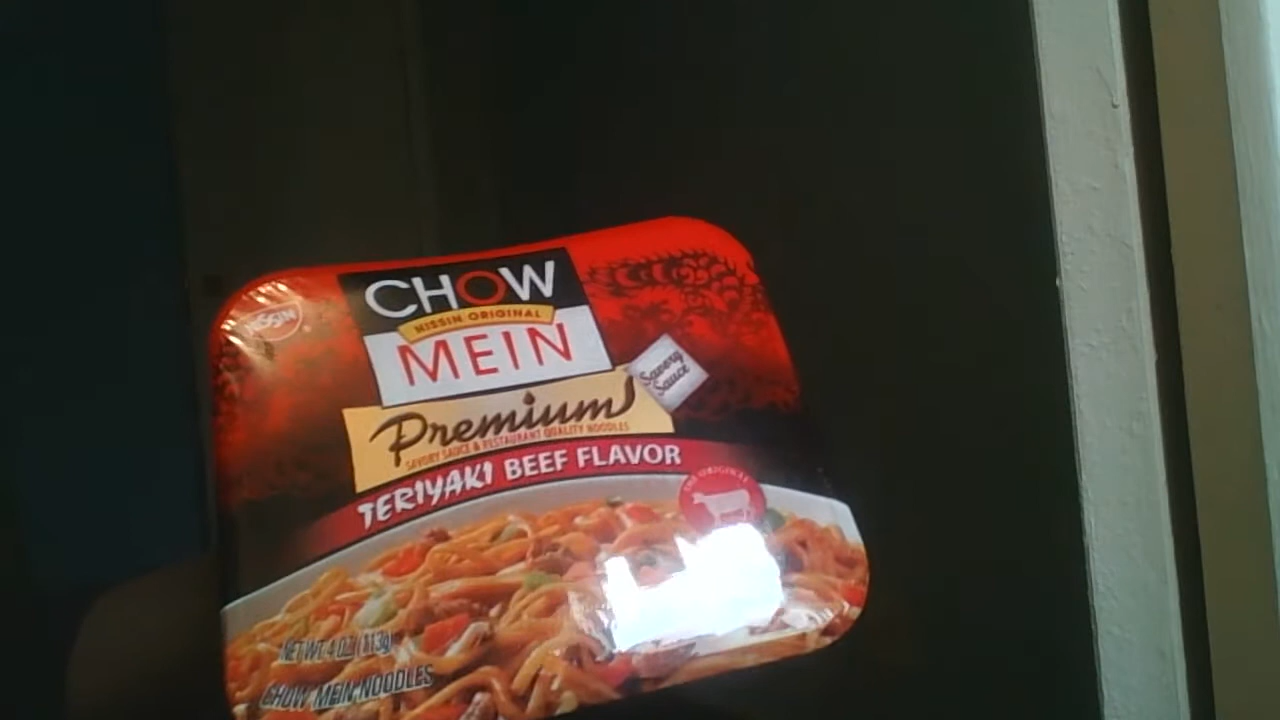 NISSIN
CHOW
NISSIN ORIGINAL
MEIN
Savory
Sauce
Premium
SAVORY SAUCE & RESTAURANT QUALITY NOODLES
TERIYAKI BEEF FLAVOR
THE ORIGINAL
NET WT. 4 OZ. (113g)
CHOW MEIN NOODLES